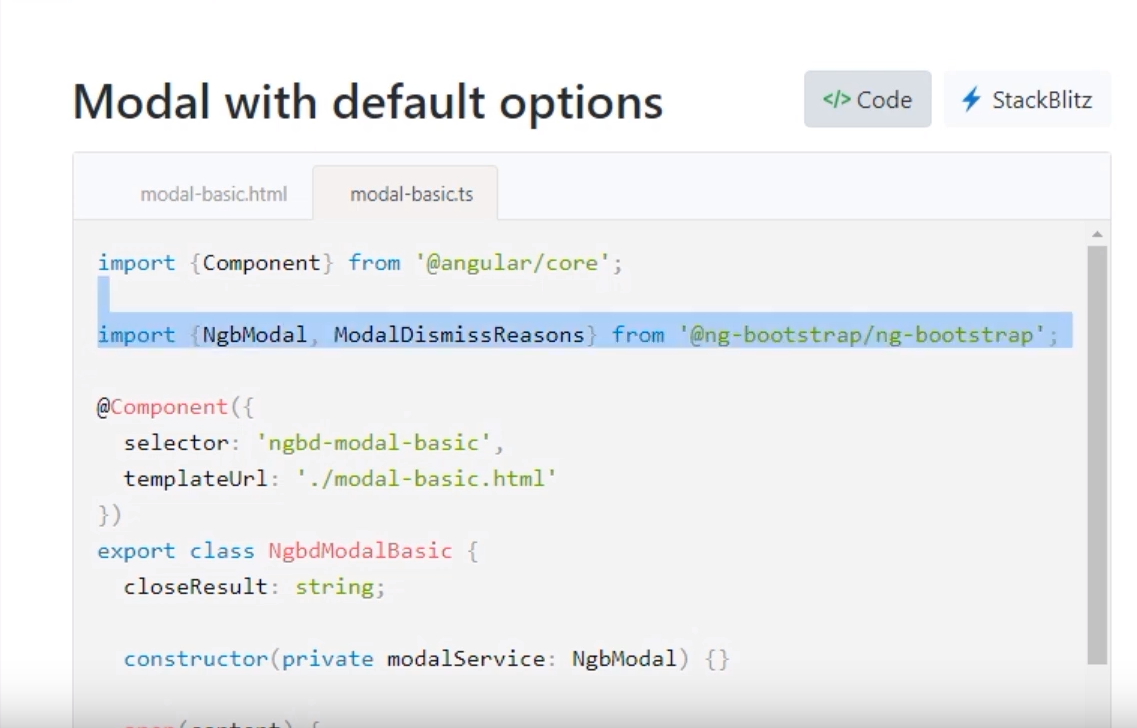 Modal with default options
</> Code
StackBlitz
modal-basic.html
modal-basic.ts
import {Component} from '@angular/core';
import {NgbModal, ModalDismissReasons} from '@ng-bootstrap/ng-bootstrap';
@Component({
selector: 'ngbd-modal-basic',
templateUrl: './modal-basic.html'
})
export class NgbdModalBasic {
closeResult: string;
constructor(private modalService: NgbModal) {}
open(content) {